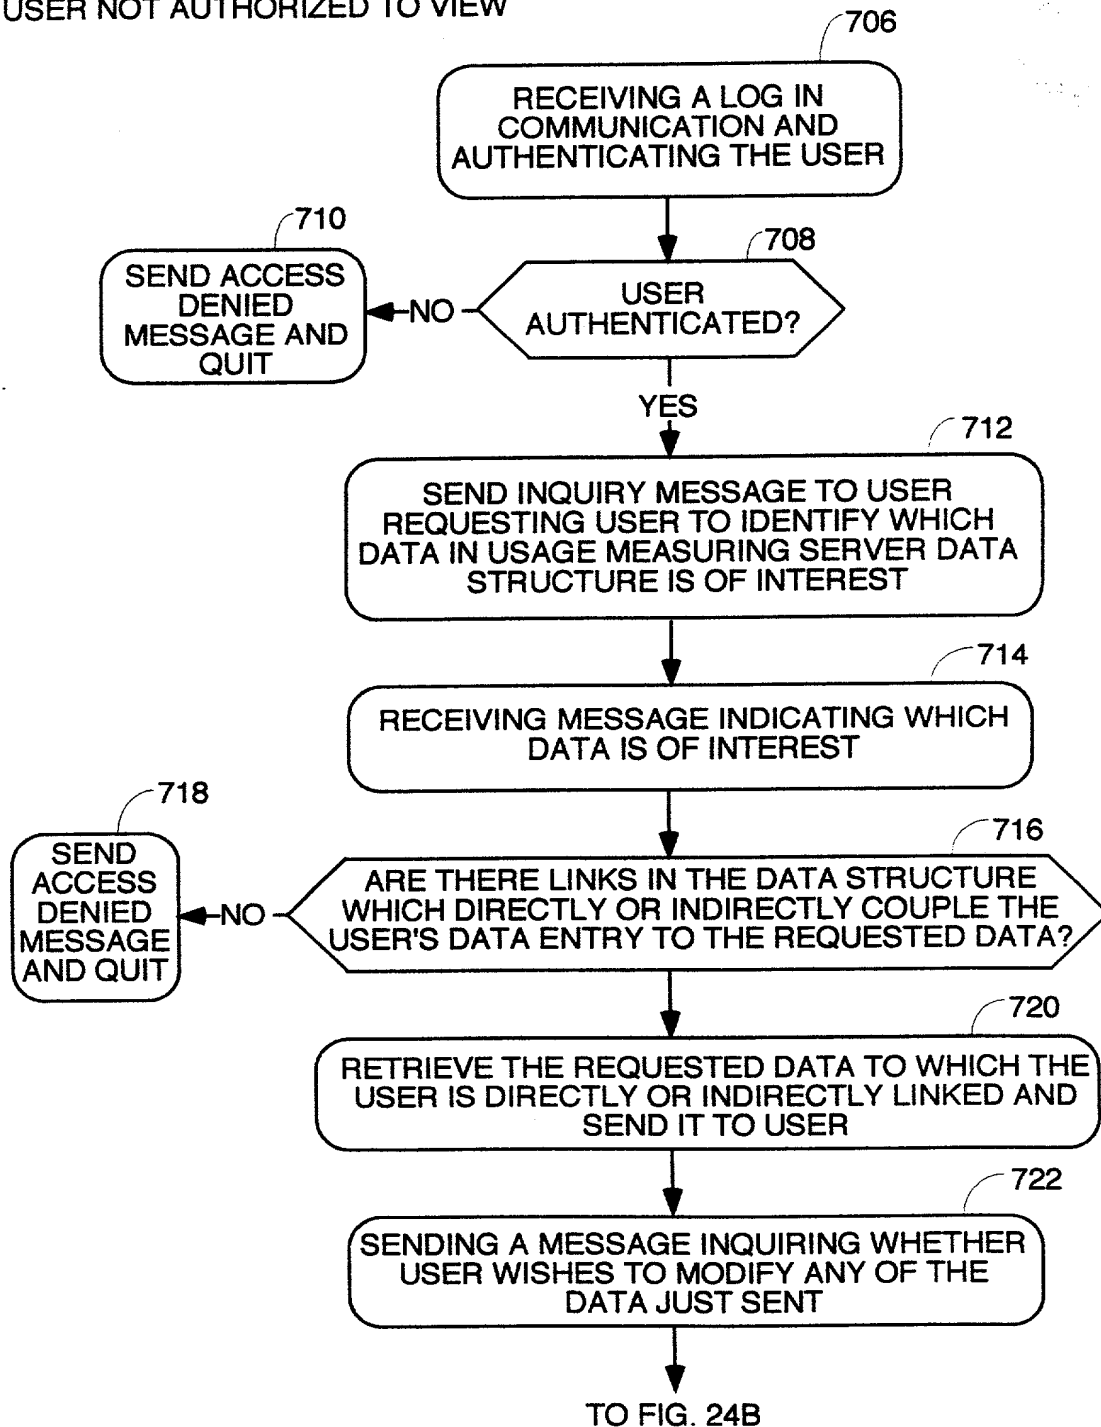 USER NOT AUTHORIZED TO VIEW
706
RECEIVING A LOG IN
COMMUNICATION AND
AUTHENTICATING THE USER
710
708
SEND ACCESS
DENIED
MESSAGE AND
QUIT
NO
USER
AUTHENTICATED?
YES
712
SEND INQUIRY MESSAGE TO USER
REQUESTING USER TO IDENTIFY WHICH
DATA IN USAGE MEASURING SERVER DATA
STRUCTURE IS OF INTEREST
714
RECEIVING MESSAGE INDICATING WHICH
DATA IS OF INTEREST
718
716
SEND
ACCESS
DENIED
MESSAGE
AND QUIT
NO
ARE THERE LINKS IN THE DATA STRUCTURE
WHICH DIRECTLY OR INDIRECTLY COUPLE THE
USER'S DATA ENTRY TO THE REQUESTED DATA?
720
RETRIEVE THE REQUESTED DATA TO WHICH THE
USER IS DIRECTLY OR INDIRECTLY LINKED AND
SEND IT TO USER
722
SENDING A MESSAGE INQUIRING WHETHER
USER WISHES TO MODIFY ANY OF THE
DATA JUST SENT
TO FIG. 24B